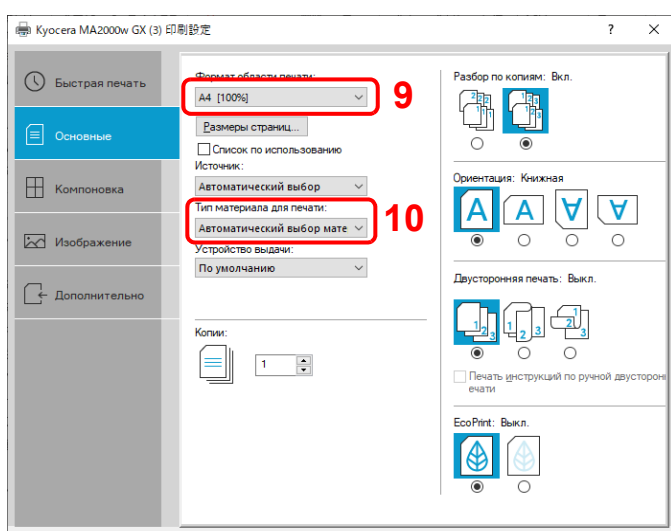 Kyocera MA2000w GX (3) 印刷設定
? ×
Быстрая печать
Основные
Компоновка
Изображение
Дополнительно
Формат области печати:
A4 [100%]
9
Размеры страниц...
Список по использованию
Источник:
Автоматический выбор
Тип материала для печати:
Автоматический выбор мате
10
Устройство выдачи:
По умолчанию
Копии:
1
Разбор по копиям: Вкл.
Ориентация: Книжная
Двусторонняя печать: Выкл.
Печать инструкций по ручной двусторон
ечати
EcoPrint: Выкл.